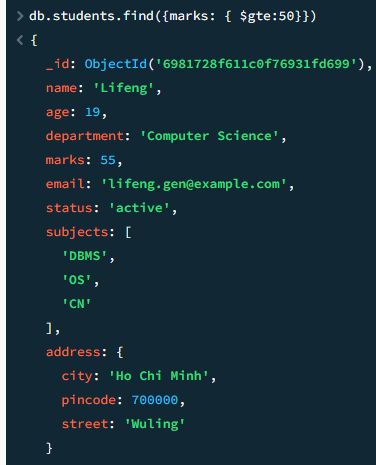 > db.students.find({marks: { $gte:50}})
< {
_id: ObjectId('6981728f611c0f76931fd699'),
name: 'Lifeng',
age: 19,
department: 'Computer Science',
marks: 55,
email: 'lifeng.gen@example.com',
status: 'active',
subjects: [
'DBMS',
'OS',
'CN'
],
address: {
city: 'Ho Chi Minh',
pincode: 700000,
street: 'Wuling'
}